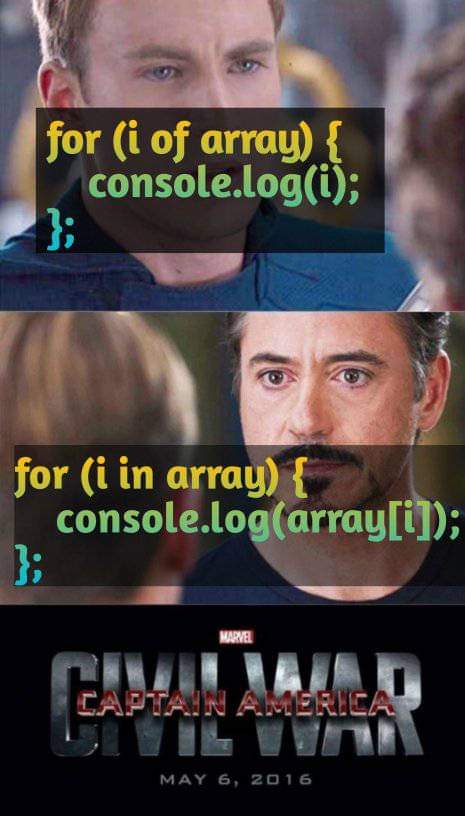 for (i of array) {
console.log(i);
};
for (i in array) {
console.log(array[i]);
};
MARVEL
CIVIL WAR
CAPTAIN AMERICA
MAY 6, 2016